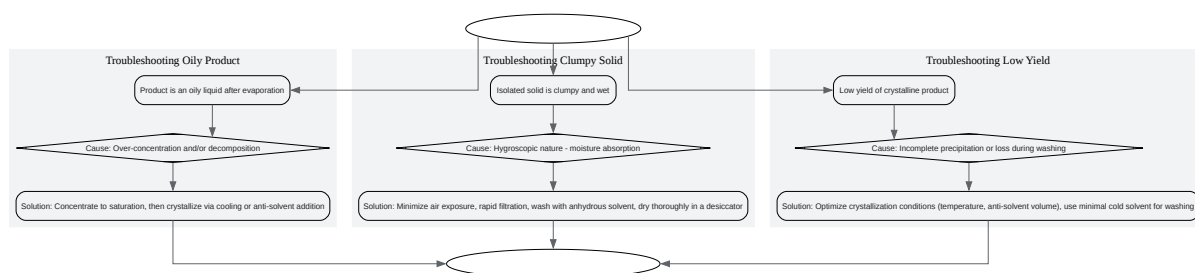 Troubleshooting Oily Product
Product is an oily liquid after evaporation
Cause: Over-concentration and/or decomposition
Solution: Concentrate to saturation, then crystallize via cooling or anti-solvent addition
Troubleshooting Clumpy Solid
Isolated solid is clumpy and wet
Cause: Hygroscopic nature - moisture absorption
Solution: Minimize air exposure, rapid filtration, wash with anhydrous solvent, dry thoroughly in a desiccator
Troubleshooting Low Yield
Low yield of crystalline product
Cause: Incomplete precipitation or loss during washing
Solution: Optimize crystallization conditions (temperature, anti-solvent volume), use minimal cold solvent for washing